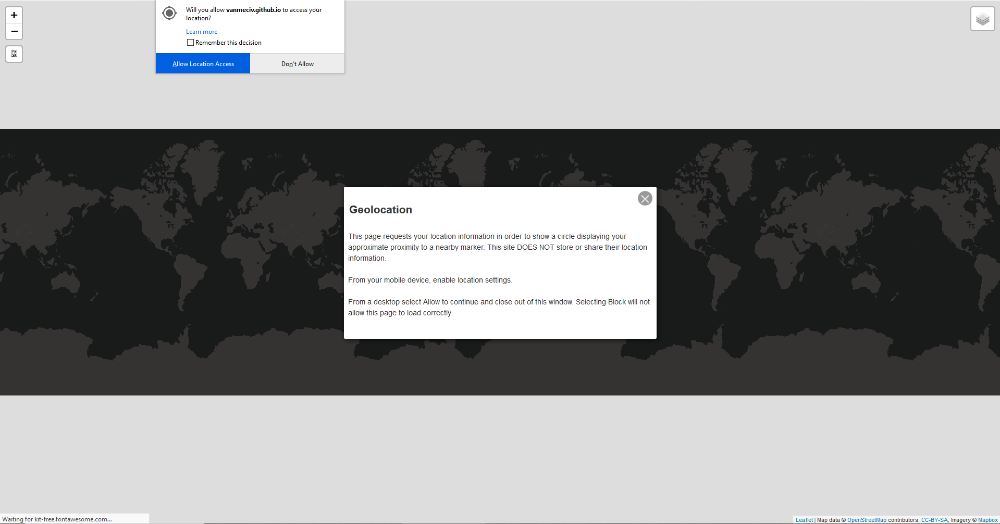 +
−
Will you allow vanmeciv.github.io to access your
location?
Learn more
Remember this decision
Allow Location Access
Don't Allow
Geolocation
This page requests your location information in order to show a circle displaying your
approximate proximity to a nearby marker. This site DOES NOT store or share their location
information.
From your mobile device, enable location settings.
From a desktop select Allow to continue and close out of this window. Selecting Block will not
allow this page to load correctly.
Waiting for kit-free.fontawesome.com...
Leaflet | Map data © OpenStreetMap contributors, CC-BY-SA, Imagery © Mapbox